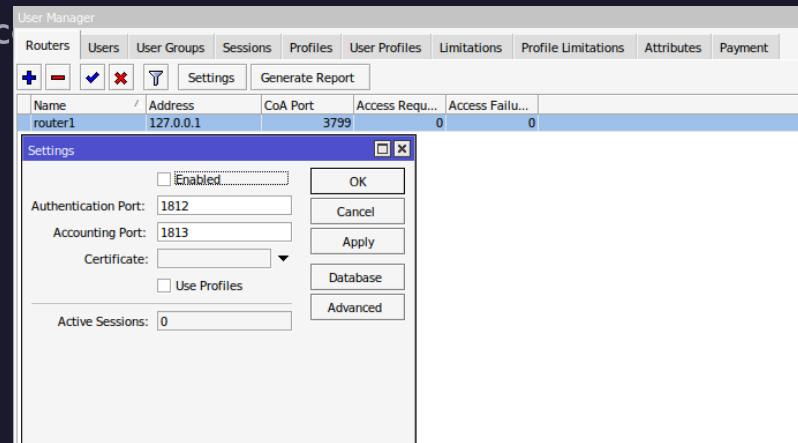 User Manager
Routers Users User Groups Sessions Profiles User Profiles Limitations Profile Limitations Attributes Payment
Settings Generate Report
Name Address CoA Port Access Requ... Access Failu...
router1 127.0.0.1 3799 0 0
Settings
Enabled OK
Authentication Port: 1812 Cancel
Accounting Port: 1813 Apply
Certificate:
Use Profiles Database
Advanced
Active Sessions: 0